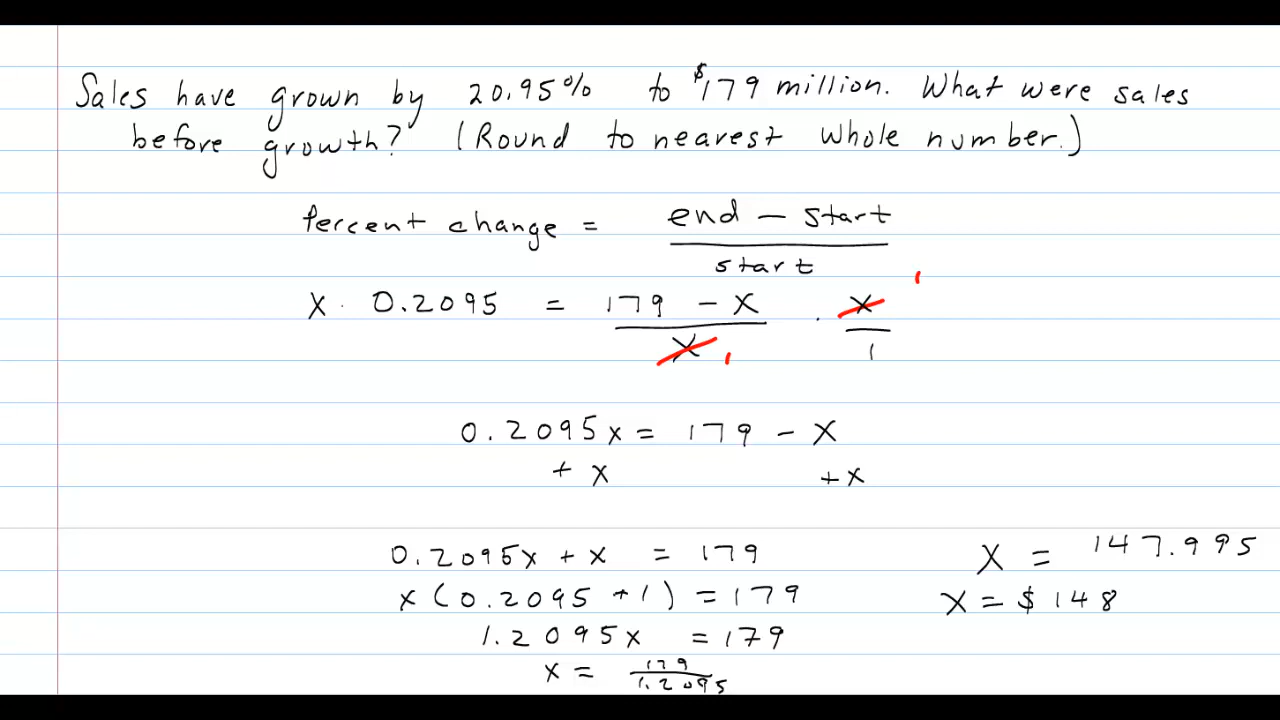 Sales have grown by 20.95% to $179 million. What were sales
before growth? (Round to nearest whole number.)
percent change = end – start
start
x · 0.2095 = 179 – x · x
x 1
1 1
0.2095x = 179 – x
+ x + x
0.2095x + x = 179
x = 147.995
x (0.2095 + 1) = 179
x = $148
1.2095x = 179
x = 179
1.2095